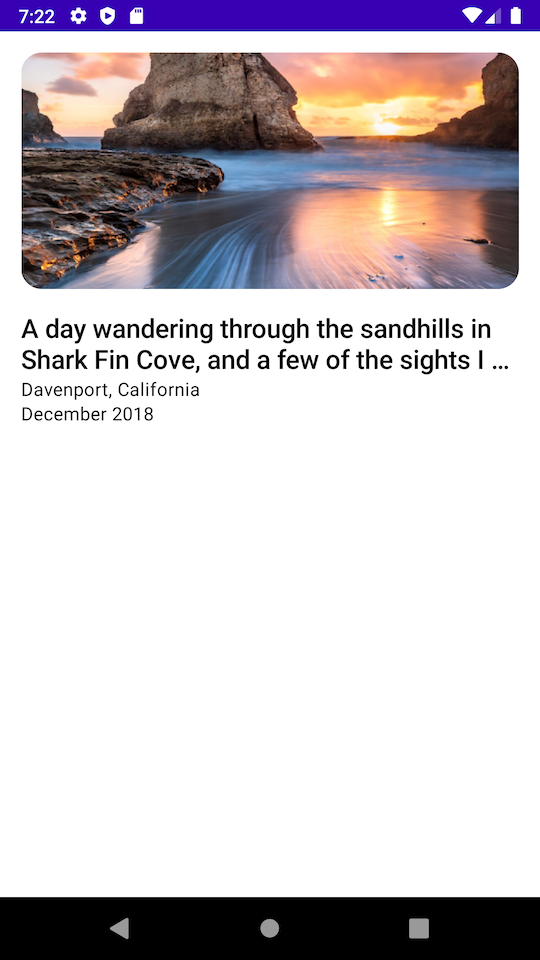 7:22
A day wandering through the sandhills in
Shark Fin Cove, and a few of the sights I …
Davenport, California
December 2018